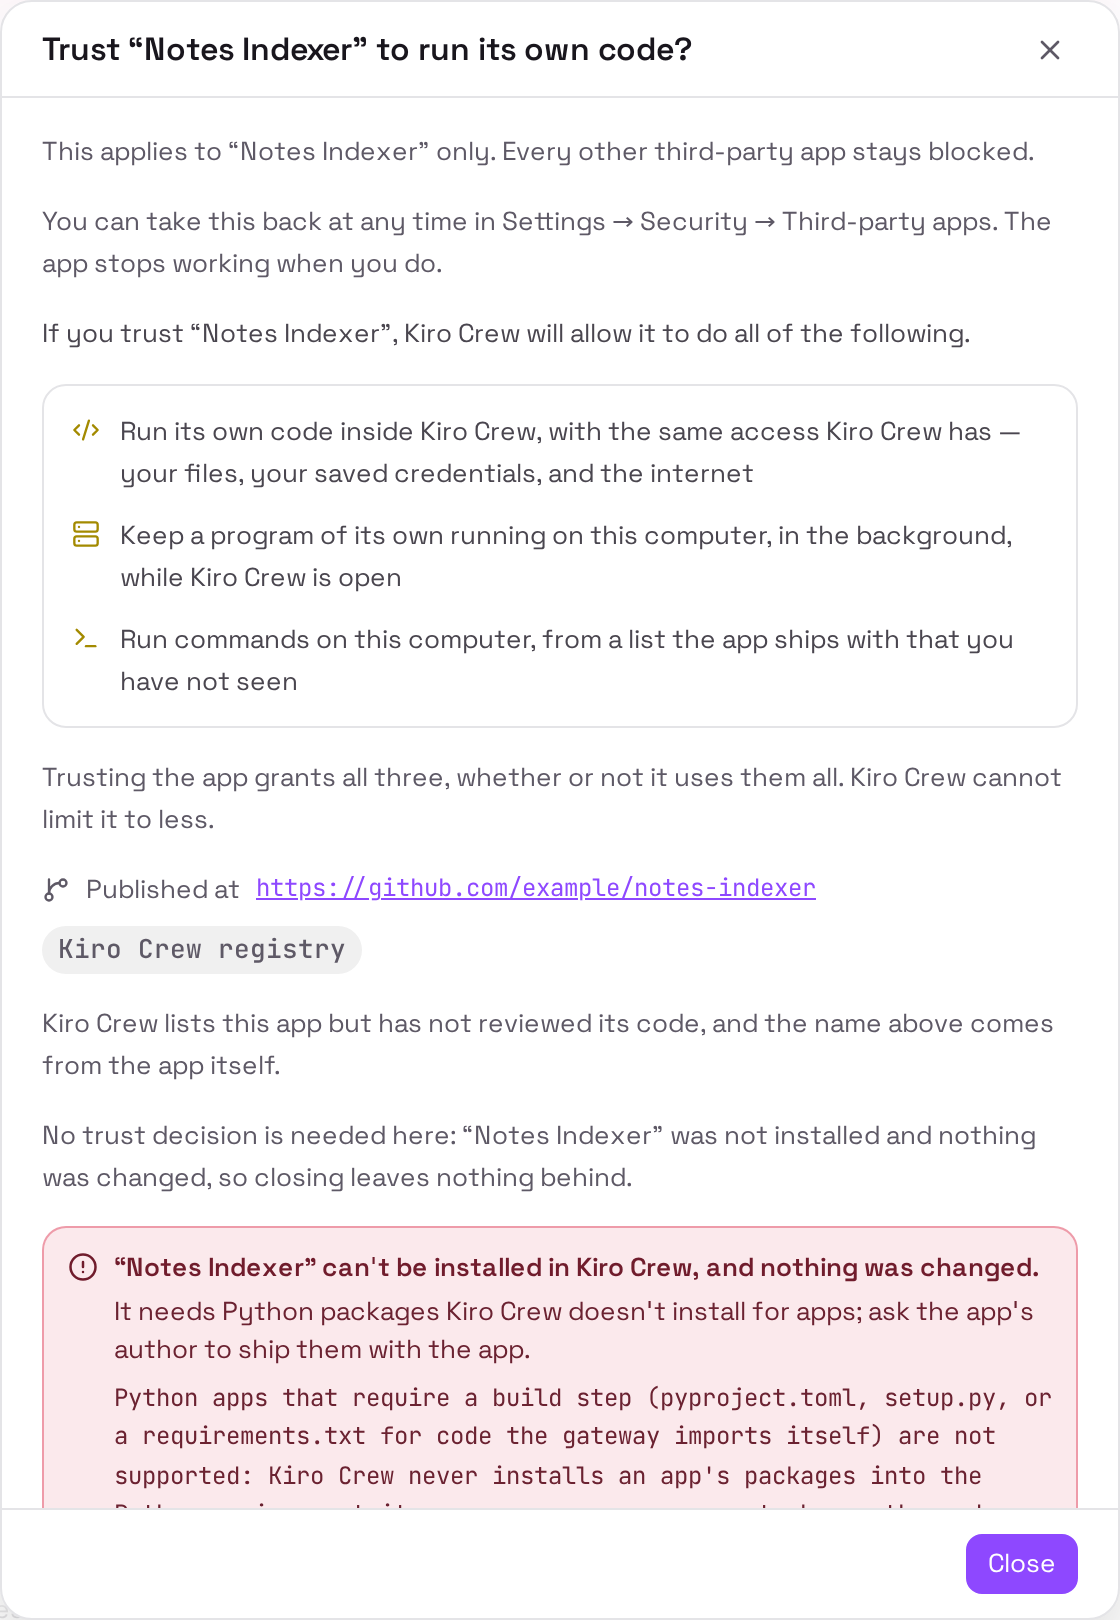 Trust “Notes Indexer” to run its own code?
This applies to “Notes Indexer” only. Every other third-party app stays blocked.
You can take this back at any time in Settings → Security → Third-party apps. The
app stops working when you do.
If you trust “Notes Indexer”, Kiro Crew will allow it to do all of the following.
Run its own code inside Kiro Crew, with the same access Kiro Crew has —
your files, your saved credentials, and the internet
Keep a program of its own running on this computer, in the background,
while Kiro Crew is open
Run commands on this computer, from a list the app ships with that you
have not seen
Trusting the app grants all three, whether or not it uses them all. Kiro Crew cannot
limit it to less.
Published at https://github.com/example/notes-indexer
Kiro Crew registry
Kiro Crew lists this app but has not reviewed its code, and the name above comes
from the app itself.
No trust decision is needed here: “Notes Indexer” was not installed and nothing
was changed, so closing leaves nothing behind.
“Notes Indexer” can't be installed in Kiro Crew, and nothing was changed.
It needs Python packages Kiro Crew doesn't install for apps; ask the app's
author to ship them with the app.
Python apps that require a build step (pyproject.toml, setup.py, or
a requirements.txt for code the gateway imports itself) are not
supported: Kiro Crew never installs an app's packages into the
Close